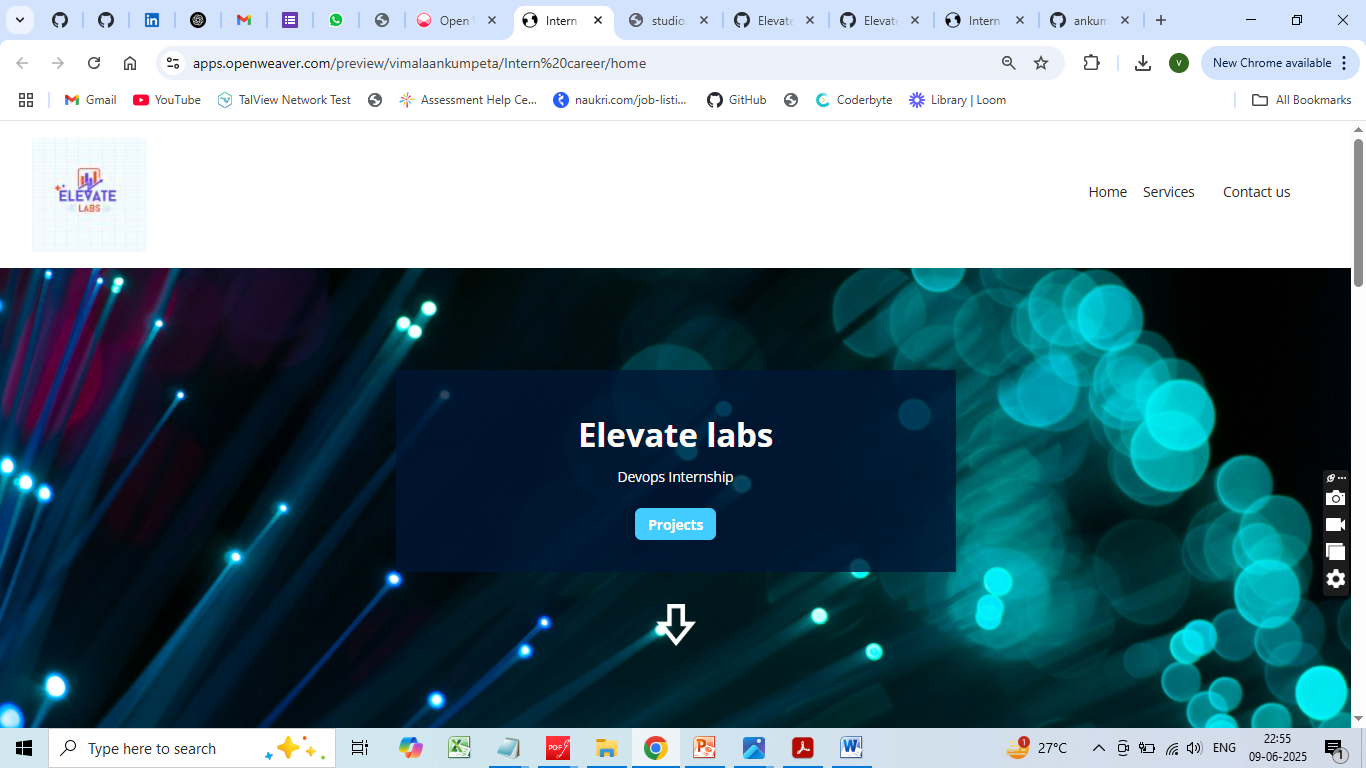 Open
Intern
studio.
Elevate
Elevate
Intern
ankum
apps.openweaver.com/preview/vimalaankumpeta/Intern%20career/home
V
New Chrome available
Gmail
YouTube
TalView Network Test
Assessment Help Ce...
naukri.com/job-listi...
GitHub
Coderbyte
Library | Loom
All Bookmarks
ELEVATE
LABS
Home
Services
Contact us
Elevate labs
Devops Internship
Projects
Type here to search
1
27°C
ENG
22:55
09-06-2025
1